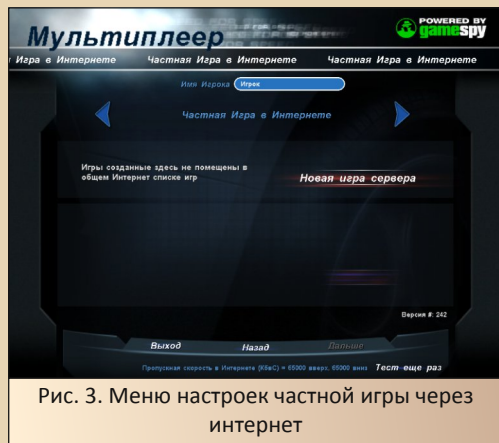 Мультиплеер
POWERED BY
gamespy
Игра в Интернете Частная Игра в Интернете Частная Игра в Интернете
Имя Игрока Игрок
Частная Игра в Интернете
Игры созданные здесь не помещены в
общем Интернет списке игр
Новая игра сервера
Версия #: 242
Выход Назад Дальше
Пропускная скорость в Интернете (КбвС) = 65000 вверх, 65000 вниз Тест еще раз
Рис. 3. Меню настроек частной игры через
интернет